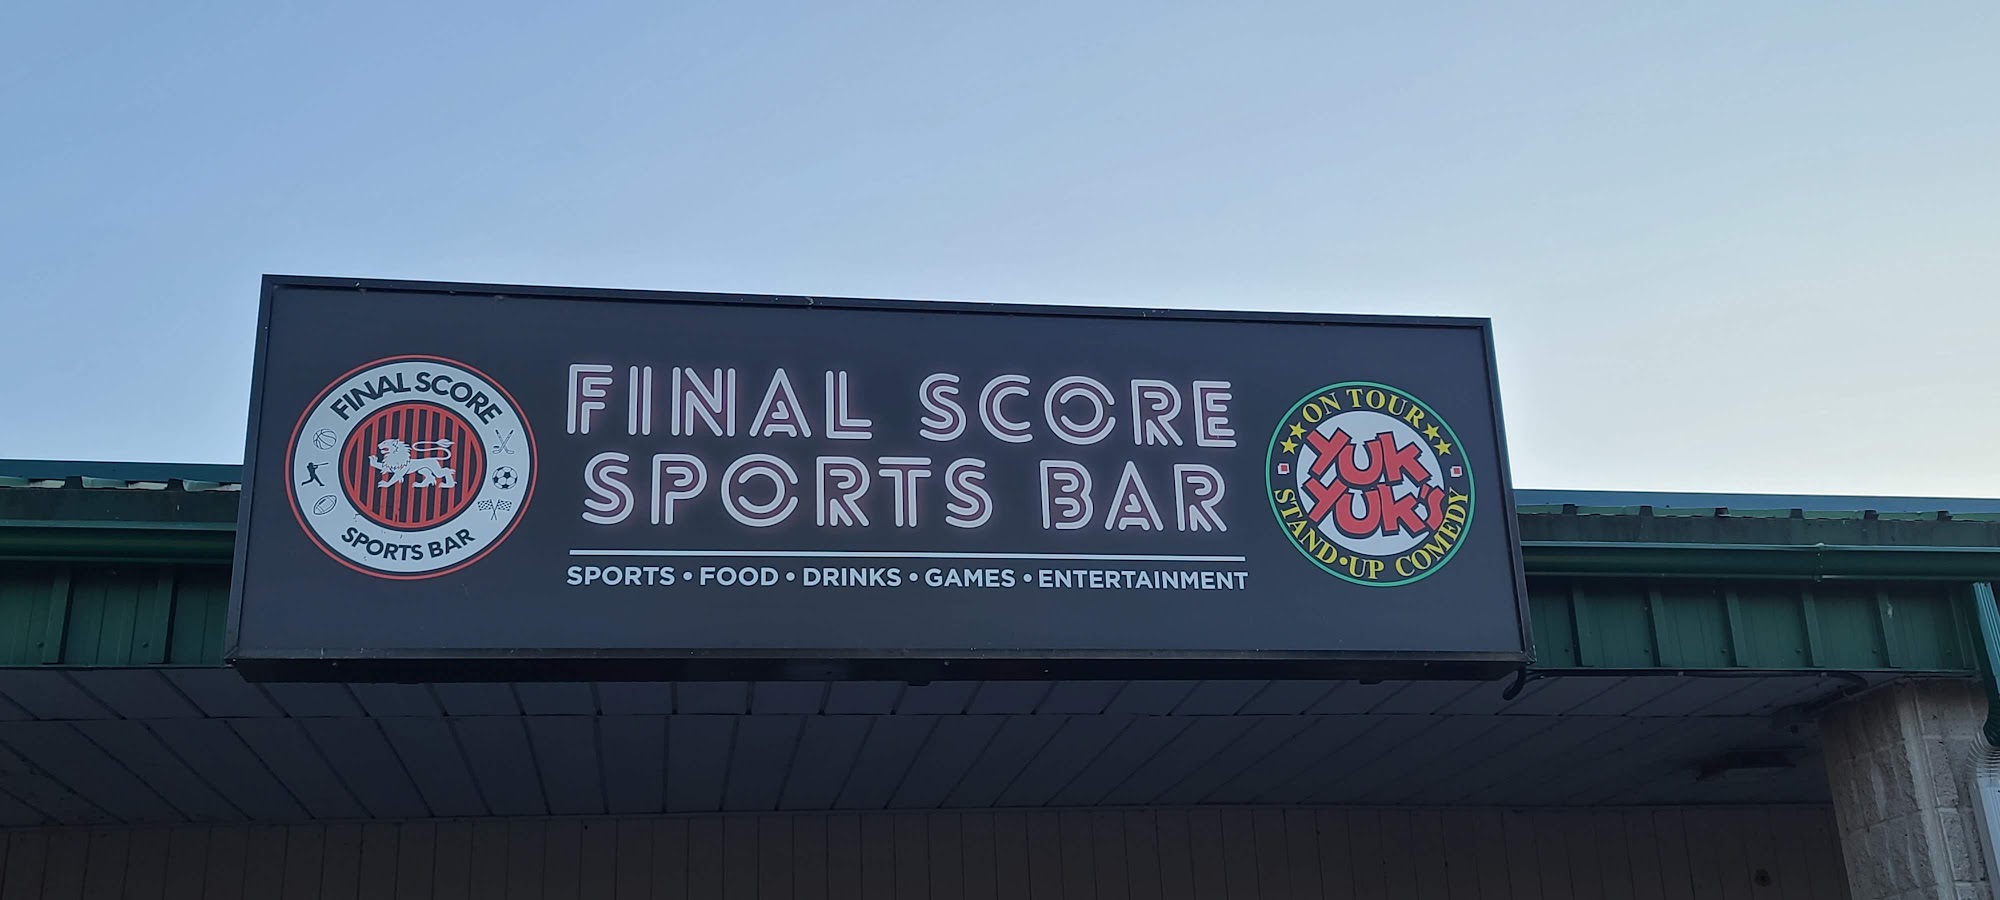 FINAL SCORE
SPORTS BAR
FINAL SCORE
SPORTS BAR
SPORTS • FOOD • DRINKS • GAMES • ENTERTAINMENT
ON TOUR
YUK
YUK'S
STAND•UP COMEDY